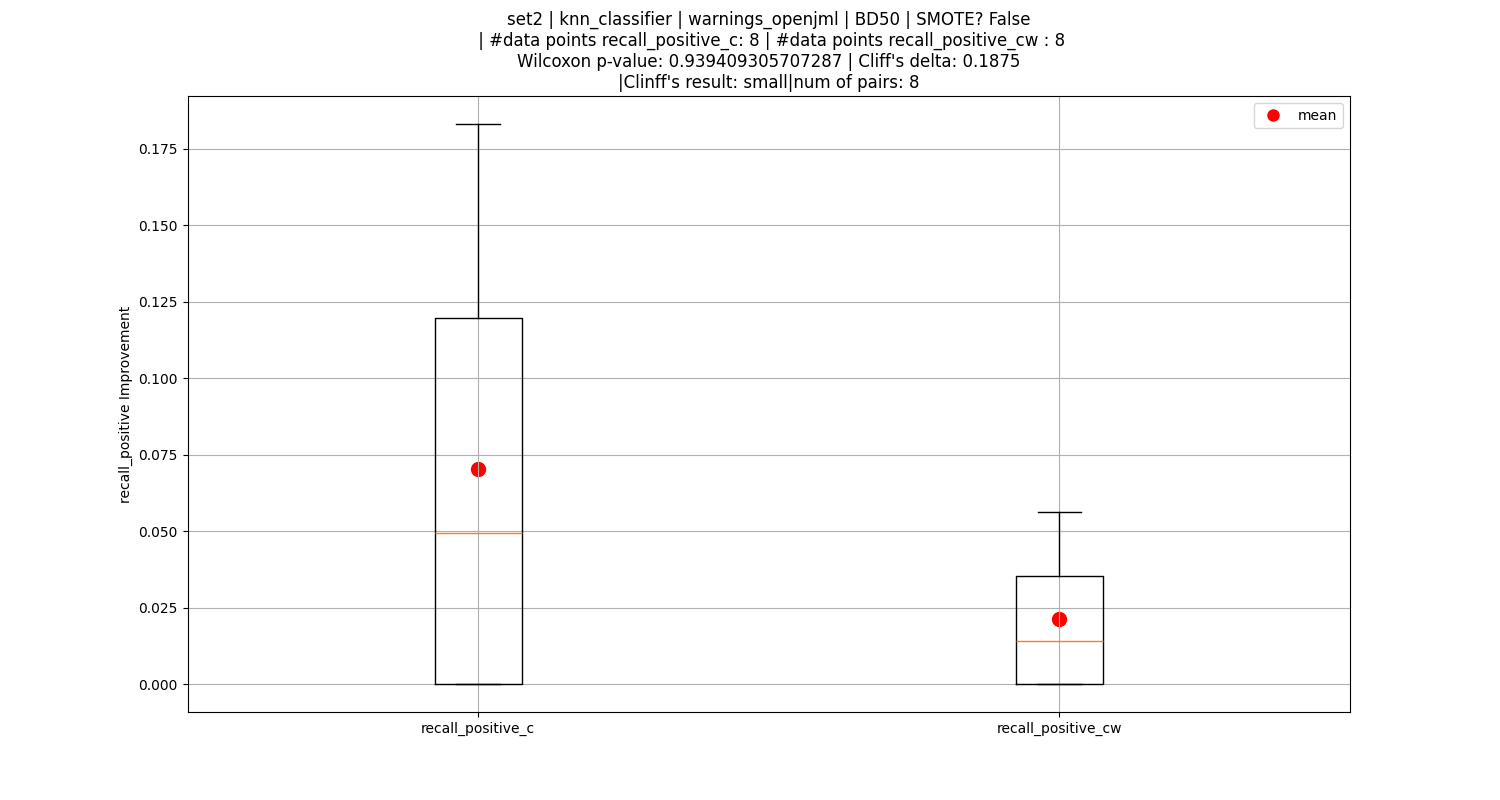 set2 | knn_classifier | warnings_openjml | BD50 | SMOTE? False
| #data points recall_positive_c: 8 | #data points recall_positive_cw : 8
Wilcoxon p-value: 0.939409305707287 | Cliff's delta: 0.1875
|Clinff's result: small|num of pairs: 8
mean
0.175
0.150
0.125
0.100
0.075
0.050
0.025
0.000
recall_positive Improvement
recall_positive_c
recall_positive_cw